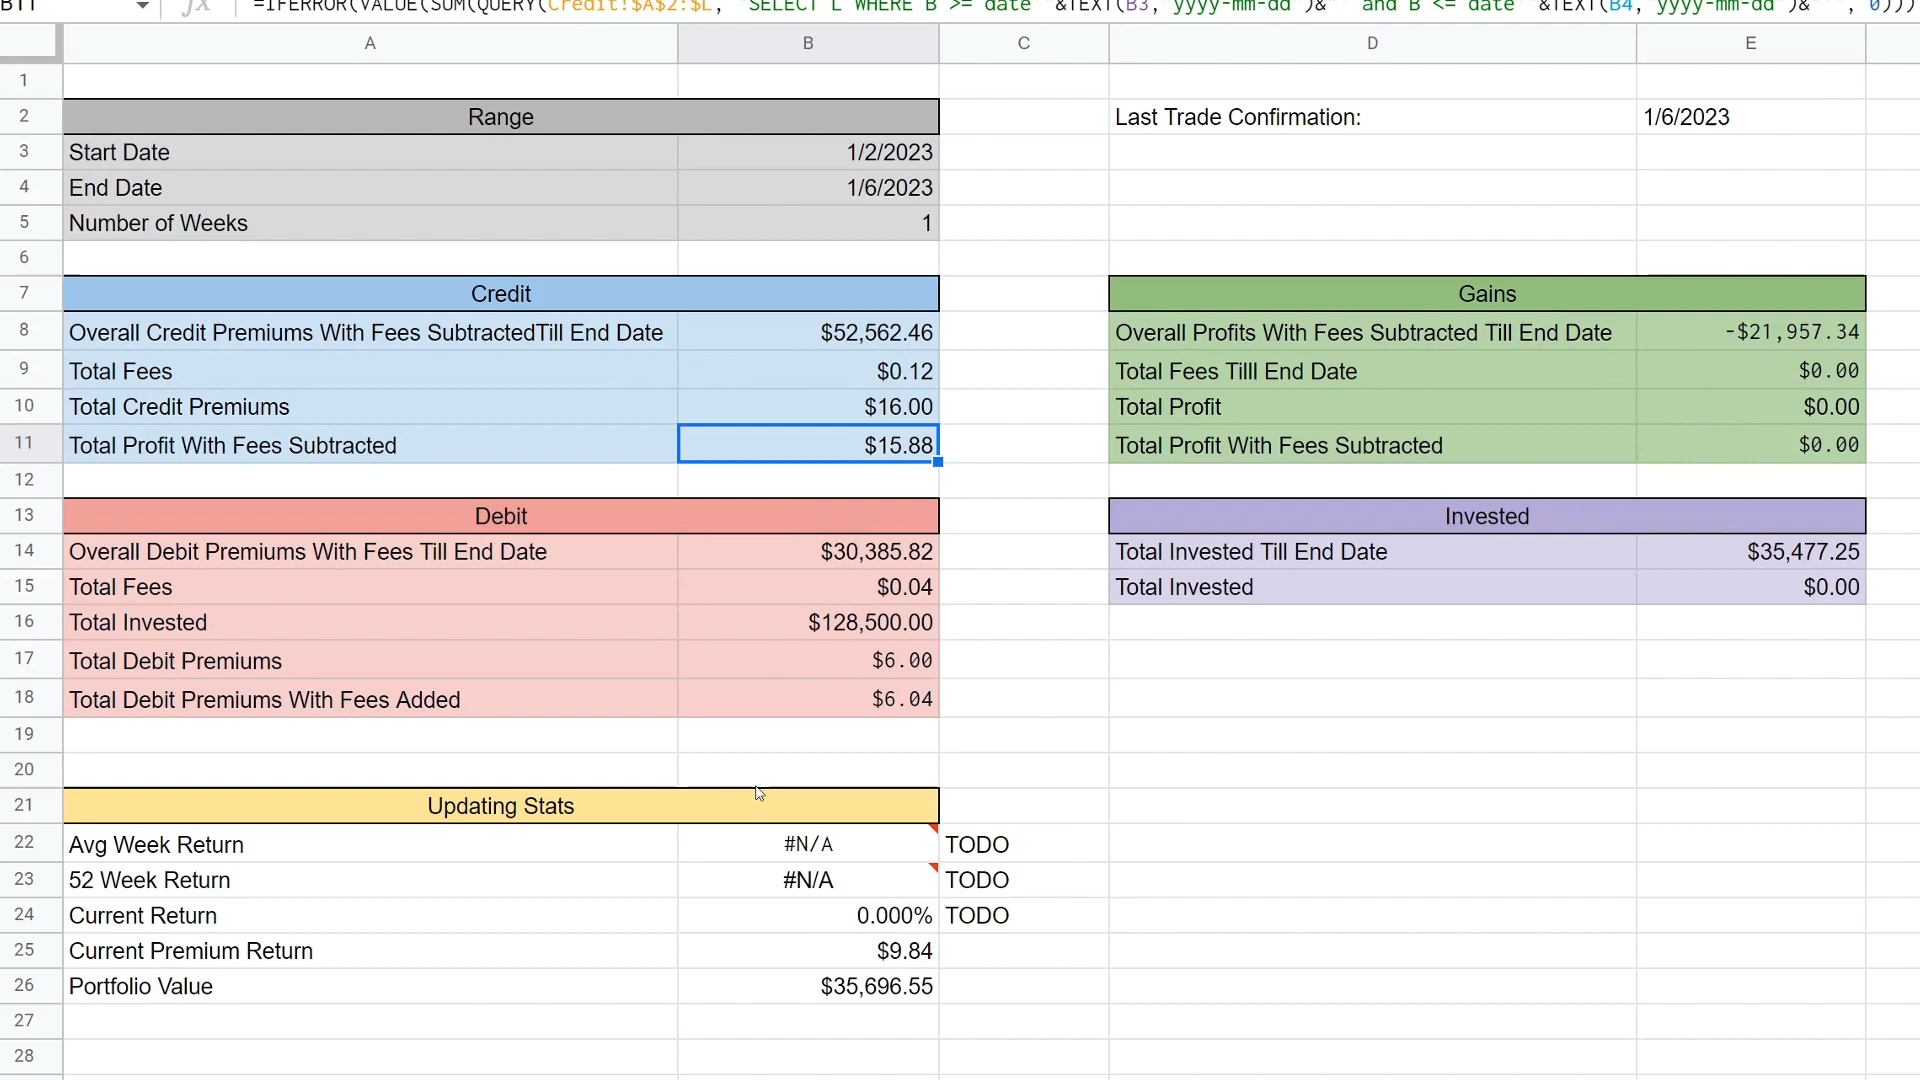 B11 fx =IFERROR(VALUE(SUM(QUERY(Credit!$A$2:$L, "SELECT L WHERE B >= date '"&TEXT(B3,"yyyy-mm-dd")&"' and B <= date '"&TEXT(B4,"yyyy-mm-dd")&"'", 0)))
A B C D E
1
2 Range Last Trade Confirmation: 1/6/2023
3 Start Date 1/2/2023
4 End Date 1/6/2023
5 Number of Weeks 1
6
7 Credit Gains
8 Overall Credit Premiums With Fees SubtractedTill End Date $52,562.46 Overall Profits With Fees Subtracted Till End Date -$21,957.34
9 Total Fees $0.12 Total Fees Tilll End Date $0.00
10 Total Credit Premiums $16.00 Total Profit $0.00
11 Total Profit With Fees Subtracted $15.88 Total Profit With Fees Subtracted $0.00
12
13 Debit Invested
14 Overall Debit Premiums With Fees Till End Date $30,385.82 Total Invested Till End Date $35,477.25
15 Total Fees $0.04 Total Invested $0.00
16 Total Invested $128,500.00
17 Total Debit Premiums $6.00
18 Total Debit Premiums With Fees Added $6.04
19
20
21 Updating Stats
22 Avg Week Return #N/A TODO
23 52 Week Return #N/A TODO
24 Current Return 0.000% TODO
25 Current Premium Return $9.84
26 Portfolio Value $35,696.55
27
28